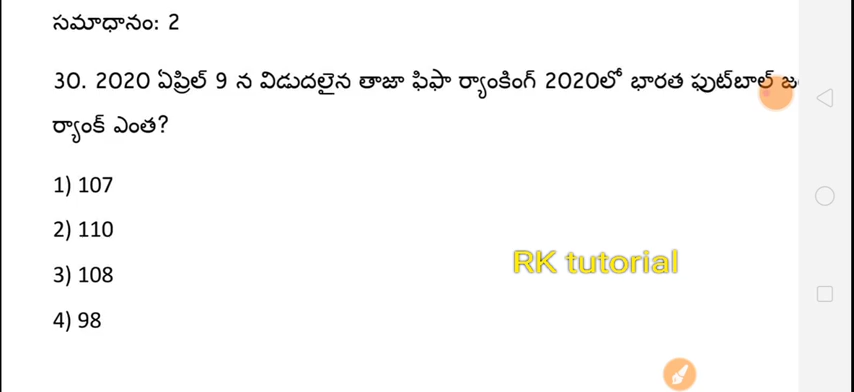 సమాధానం: 2
30. 2020 ఏప్రిల్ 9 న విడుదలైన తాజా ఫిఫా ర్యాంకింగ్ 2020లో భారత ఫుట్‌బాల్
ర్యాంక్ ఎంత?
1) 107
2) 110
3) 108
4) 98
RK tutorial